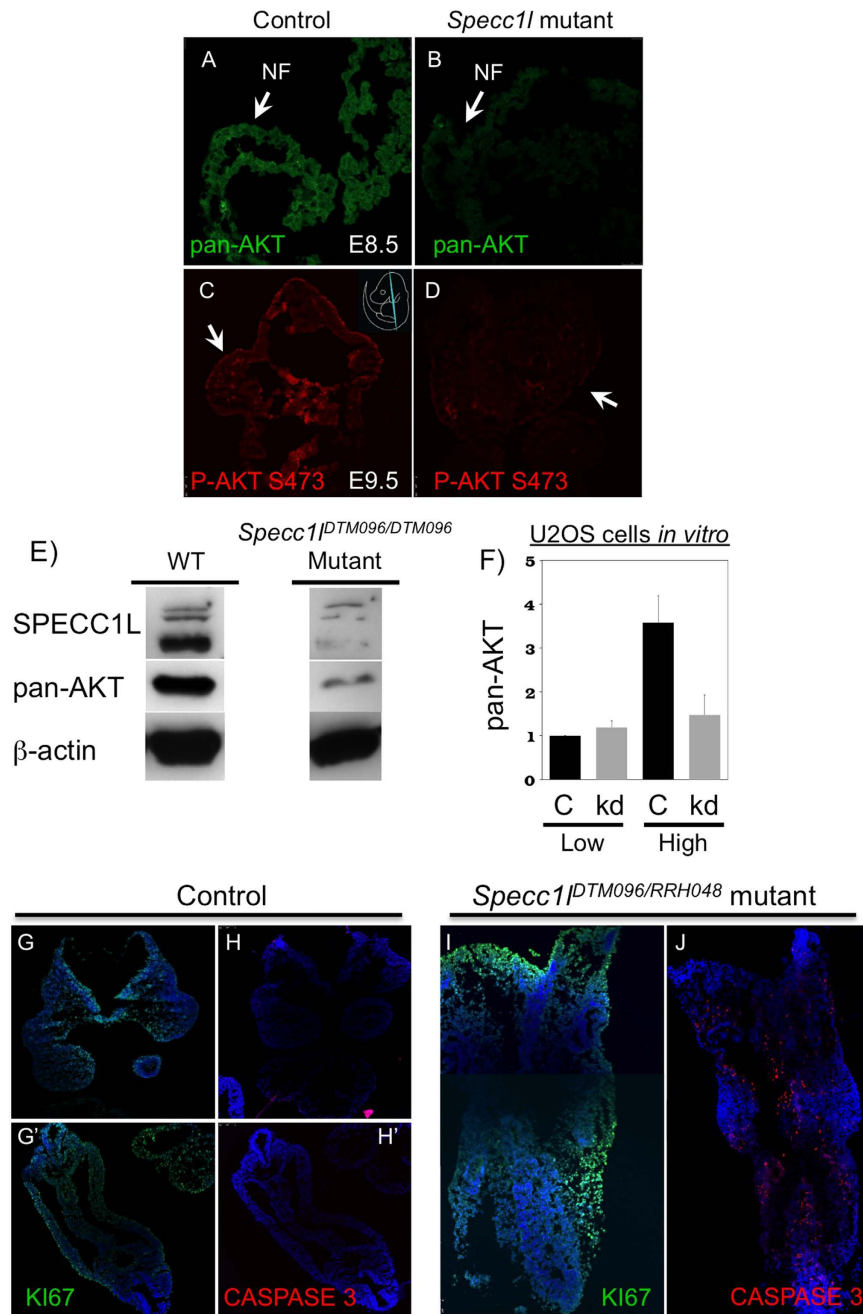 Control
Specc1l mutant
A
NF
pan-AKT
E8.5
B
NF
pan-AKT
C
P-AKT S473
E9.5
D
P-AKT S473
E)
WT
Specc1l^DTM096/DTM096
Mutant
SPECC1L
pan-AKT
β-actin
F)
U2OS cells in vitro
pan-AKT
5
4
3
2
1
0
C
kd
C
kd
Low
High
Control
Specc1l^DTM096/RRH048 mutant
G
H
G'
KI67
H'
CASPASE 3
I
KI67
J
CASPASE 3